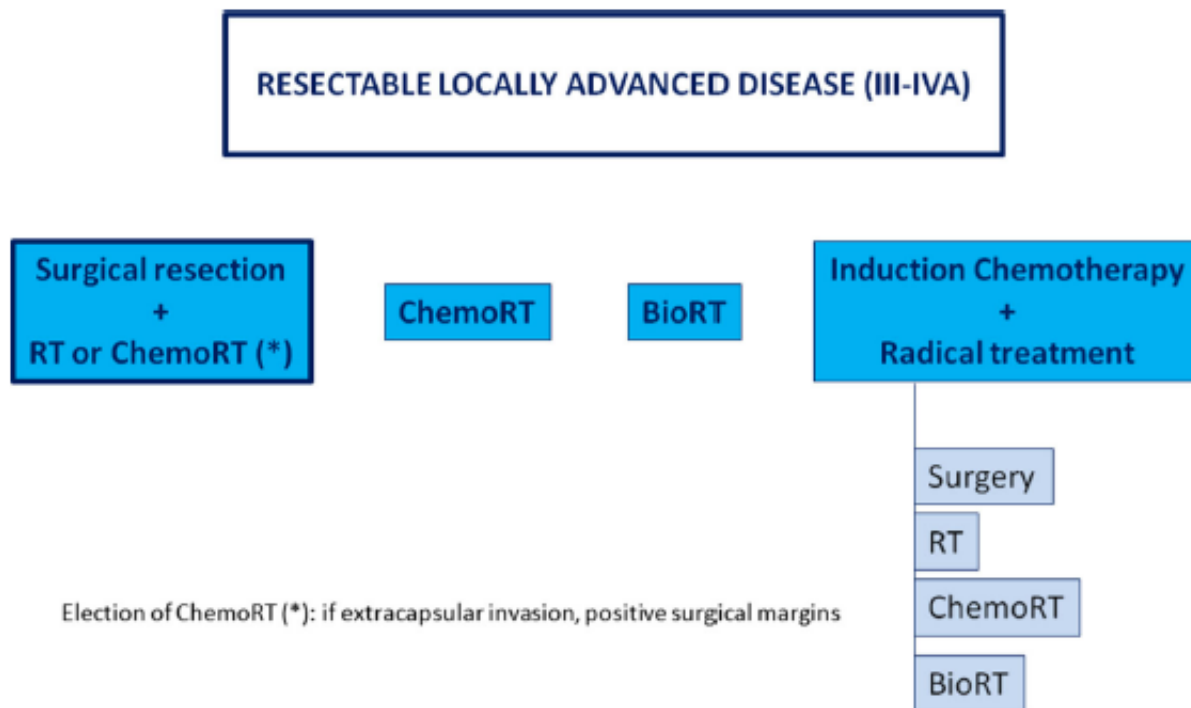 RESECTABLE LOCALLY ADVANCED DISEASE (III-IVA)
Surgical resection
+
RT or ChemoRT (*)
ChemoRT
BioRT
Induction Chemotherapy
+
Radical treatment
Surgery
RT
ChemoRT
BioRT
Election of ChemoRT (*): if extracapsular invasion, positive surgical margins